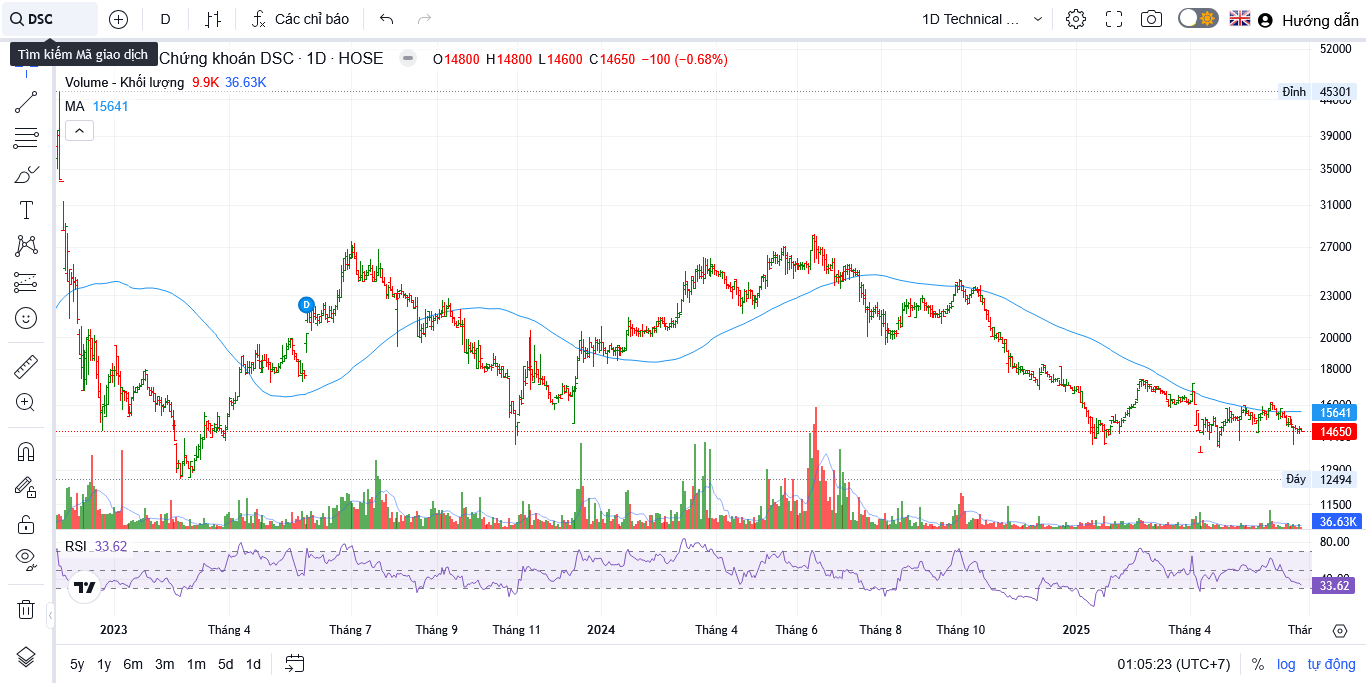 DSC D Các chỉ báo 1D Technical ... Hướng dẫn
Tìm kiếm Mã giao dịch
Chứng khoán DSC · 1D · HOSE O14800 H14800 L14600 C14650 −100 (−0.68%)
Volume - Khối lượng 9.9K 36.63K
MA 15641
52000
Đỉnh 45301
44000
39000
35000
31000
27000
D
23000
20000
18000
16000
15641
14650
12900
Đáy 12494
11500
36.63K
RSI 33.62
80.00
40.00
33.62
2023 Tháng 4 Tháng 7 Tháng 9 Tháng 11 2024 Tháng 4 Tháng 6 Tháng 8 Tháng 10 2025 Tháng 4 Thár
5y 1y 6m 3m 1m 5d 1d 01:05:23 (UTC+7) % log tự động